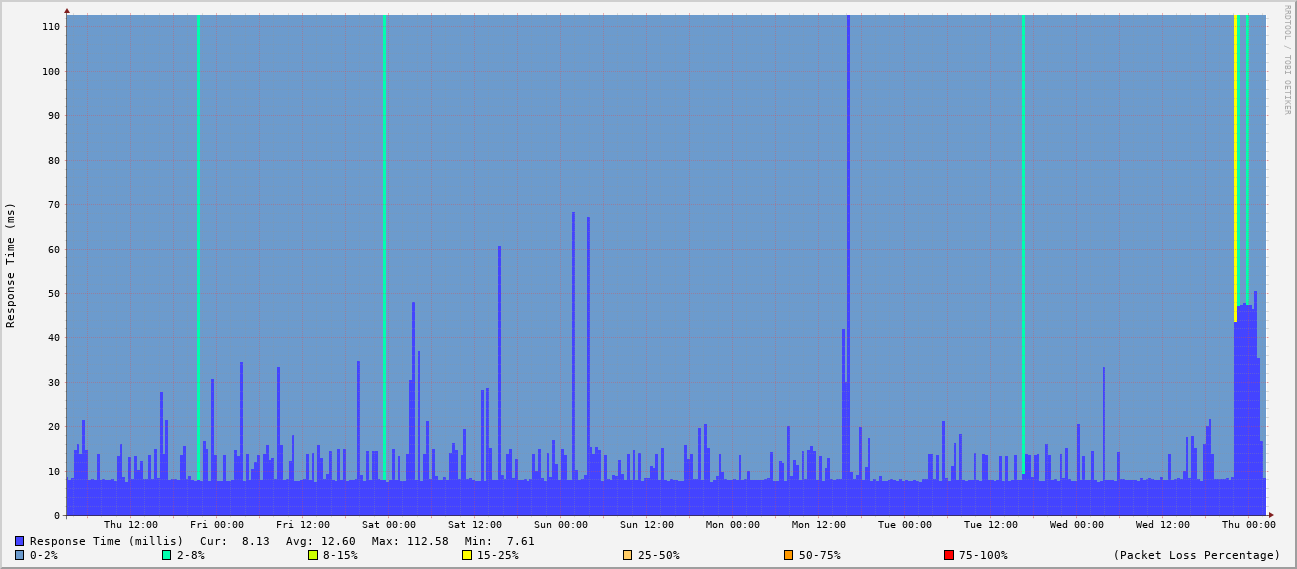 RRDTOOL / TOBI OETIKER
Response Time (ms)
110
100
90
80
70
60
50
40
30
20
10
0
Thu 12:00 Fri 00:00 Fri 12:00 Sat 00:00 Sat 12:00 Sun 00:00 Sun 12:00 Mon 00:00 Mon 12:00 Tue 00:00 Tue 12:00 Wed 00:00 Wed 12:00 Thu 00:00
Response Time (millis) Cur: 8.13 Avg: 12.60 Max: 112.58 Min: 7.61
0-2% 2-8% 8-15% 15-25% 25-50% 50-75% 75-100% (Packet Loss Percentage)